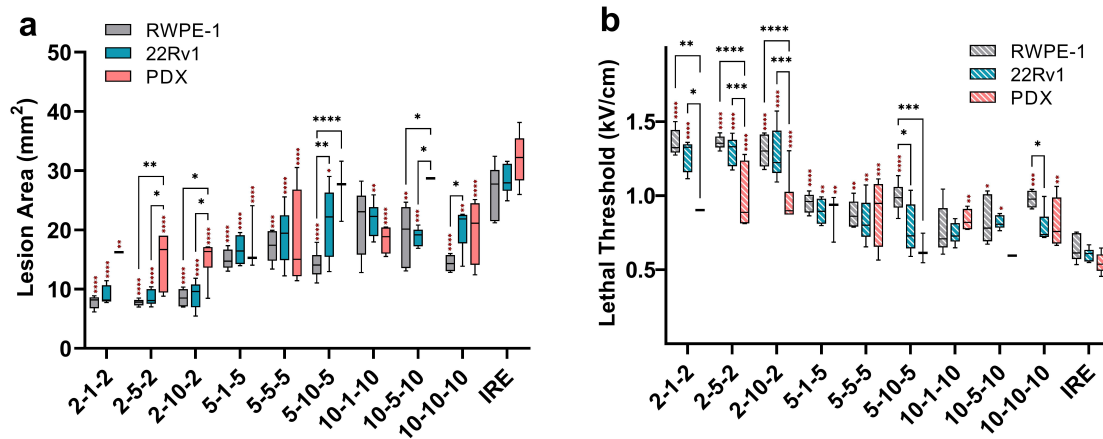 a
RWPE-1
22Rv1
PDX
Lesion Area (mm²)
50
40
30
20
10
0
2-1-2
2-5-2
2-10-2
5-1-5
5-5-5
5-10-5
10-1-10
10-5-10
10-10-10
IRE
b
RWPE-1
22Rv1
PDX
Lethal Threshold (kV/cm)
1.5
1.0
0.5
2-1-2
2-5-2
2-10-2
5-1-5
5-5-5
5-10-5
10-1-10
10-5-10
10-10-10
IRE